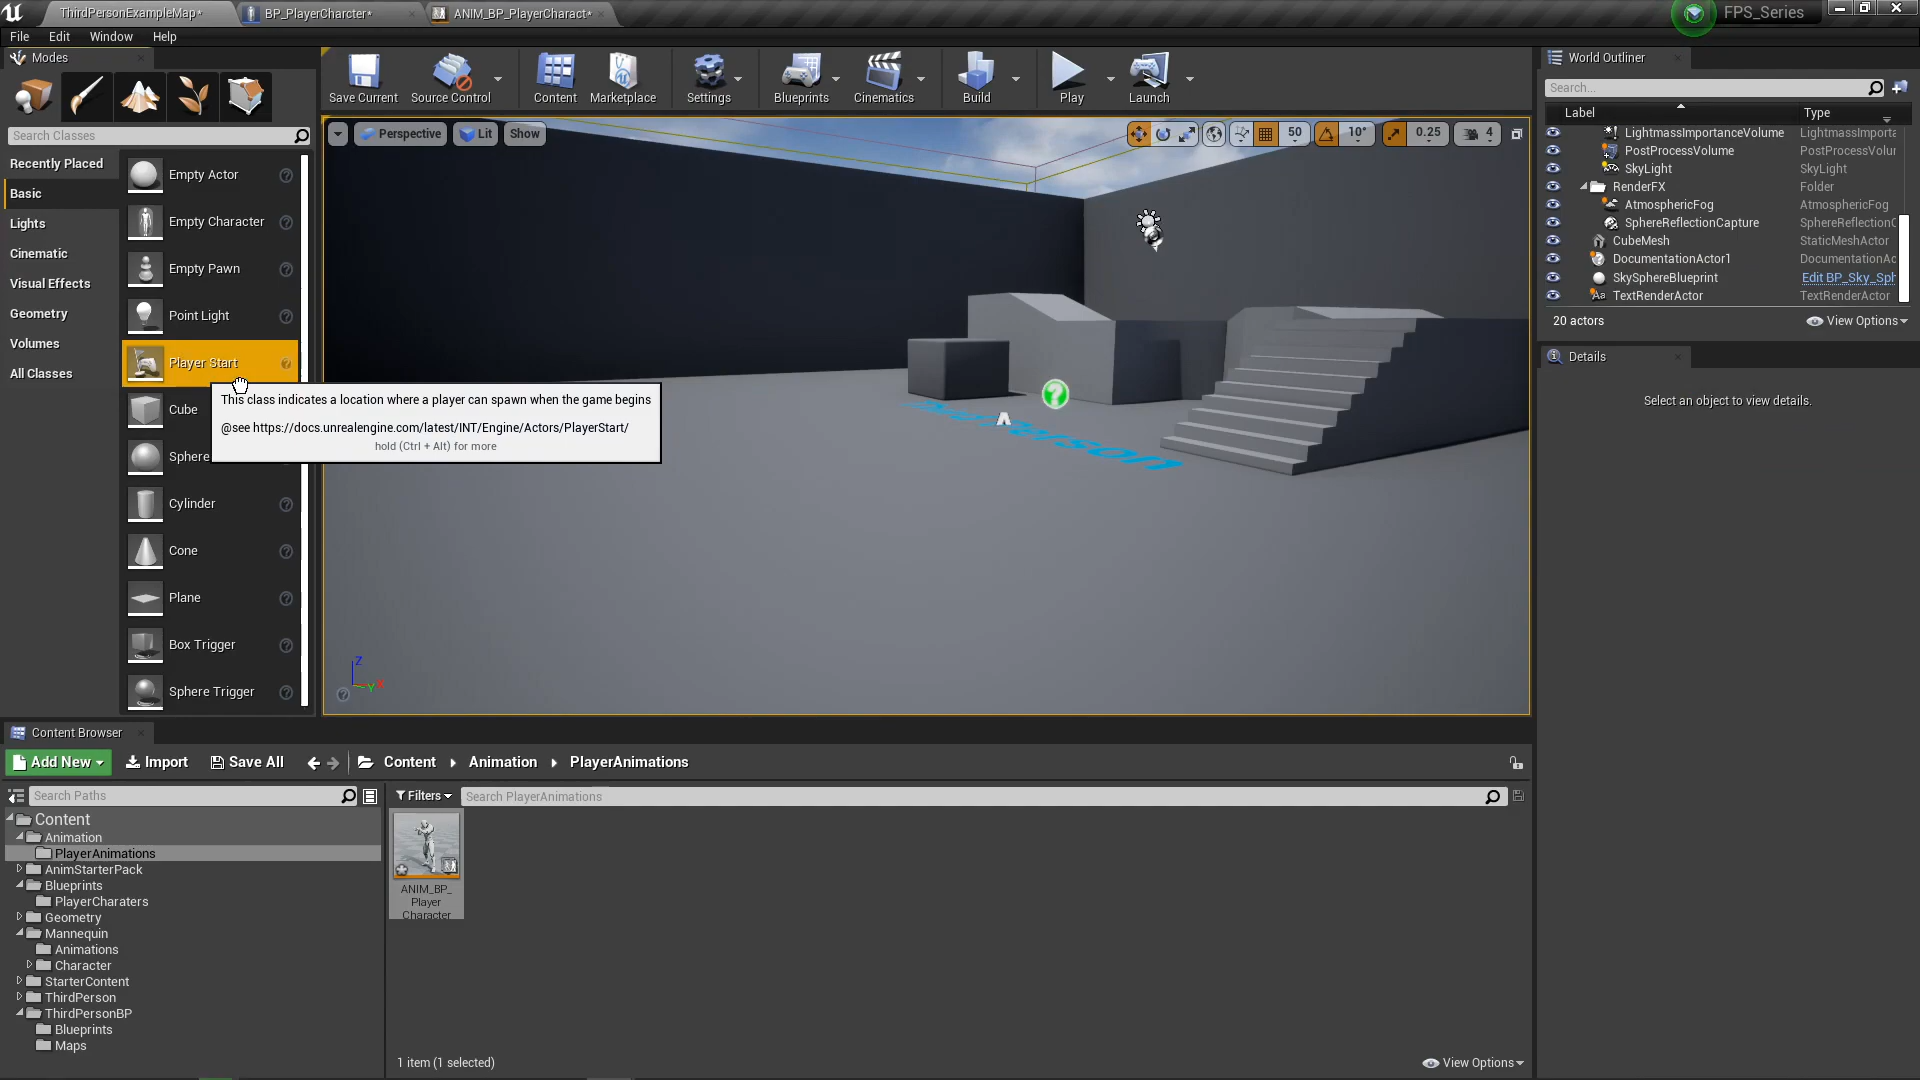 ThirdPersonExampleMap*
BP_PlayerCharcter*
ANIM_BP_PlayerCharact*
FPS_Series
File Edit Window Help
Modes
Search Classes
Recently Placed
Basic
Lights
Cinematic
Visual Effects
Geometry
Volumes
All Classes
Empty Actor
Empty Character
Empty Pawn
Point Light
Player Start
Cube
Sphere
Cylinder
Cone
Plane
Box Trigger
Sphere Trigger
This class indicates a location where a player can spawn when the game begins
@see https://docs.unrealengine.com/latest/INT/Engine/Actors/PlayerStart/
hold (Ctrl + Alt) for more
Save Current
Source Control
Content
Marketplace
Settings
Blueprints
Cinematics
Build
Play
Launch
Perspective
Lit
Show
50
10°
0.25
4
Z
Y
X
World Outliner
Search...
Label Type
LightmassImportanceVolume LightmassImporta
PostProcessVolume PostProcessVolur
SkyLight SkyLight
RenderFX Folder
AtmosphericFog AtmosphericFog
SphereReflectionCapture SphereReflectionC
CubeMesh StaticMeshActor
DocumentationActor1 DocumentationAc
SkySphereBlueprint Edit BP_Sky_Sph
TextRenderActor TextRenderActor
20 actors
View Options
Details
Select an object to view details.
Content Browser
Add New
Import
Save All
Content
Animation
PlayerAnimations
Search Paths
Filters
Search PlayerAnimations
Content
Animation
PlayerAnimations
AnimStarterPack
Blueprints
PlayerCharaters
Geometry
Mannequin
Animations
Character
StarterContent
ThirdPerson
ThirdPersonBP
Blueprints
Maps
ANIM_BP_
Player
Character
1 item (1 selected)
View Options